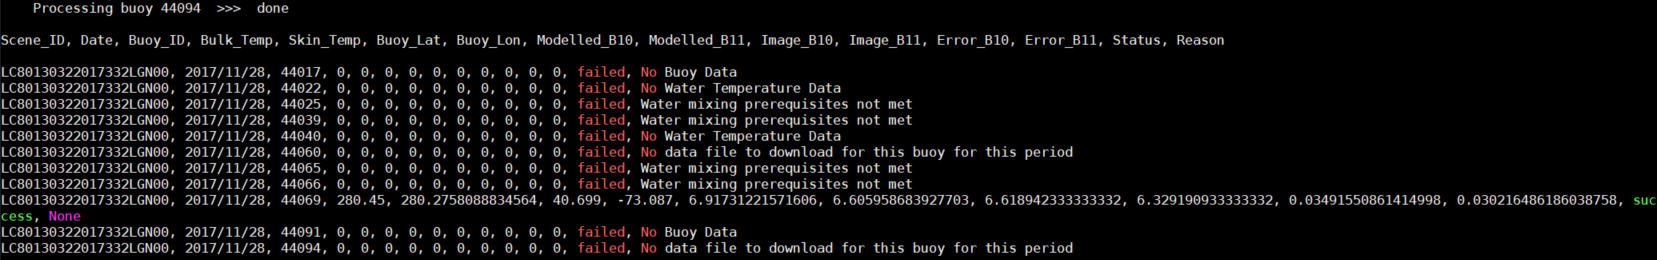 Processing buoy 44094  >>>  done
Scene_ID, Date, Buoy_ID, Bulk_Temp, Skin_Temp, Buoy_Lat, Buoy_Lon, Modelled_B10, Modelled_B11, Image_B10, Image_B11, Error_B10, Error_B11, Status, Reason
LC80130322017332LGN00, 2017/11/28, 44017, 0, 0, 0, 0, 0, 0, 0, 0, 0, 0, failed, No Buoy Data
LC80130322017332LGN00, 2017/11/28, 44022, 0, 0, 0, 0, 0, 0, 0, 0, 0, 0, failed, No Water Temperature Data
LC80130322017332LGN00, 2017/11/28, 44025, 0, 0, 0, 0, 0, 0, 0, 0, 0, 0, failed, Water mixing prerequisites not met
LC80130322017332LGN00, 2017/11/28, 44039, 0, 0, 0, 0, 0, 0, 0, 0, 0, 0, failed, Water mixing prerequisites not met
LC80130322017332LGN00, 2017/11/28, 44040, 0, 0, 0, 0, 0, 0, 0, 0, 0, 0, failed, No Water Temperature Data
LC80130322017332LGN00, 2017/11/28, 44060, 0, 0, 0, 0, 0, 0, 0, 0, 0, 0, failed, No data file to download for this buoy for this period
LC80130322017332LGN00, 2017/11/28, 44065, 0, 0, 0, 0, 0, 0, 0, 0, 0, 0, failed, Water mixing prerequisites not met
LC80130322017332LGN00, 2017/11/28, 44066, 0, 0, 0, 0, 0, 0, 0, 0, 0, 0, failed, Water mixing prerequisites not met
LC80130322017332LGN00, 2017/11/28, 44069, 280.45, 280.2758088834564, 40.699, -73.087, 6.91731221571606, 6.605958683927703, 6.618942333333332, 6.329190933333332, 0.03491550861414998, 0.030216486186038758, suc
cess, None
LC80130322017332LGN00, 2017/11/28, 44091, 0, 0, 0, 0, 0, 0, 0, 0, 0, 0, failed, No Buoy Data
LC80130322017332LGN00, 2017/11/28, 44094, 0, 0, 0, 0, 0, 0, 0, 0, 0, 0, failed, No data file to download for this buoy for this period